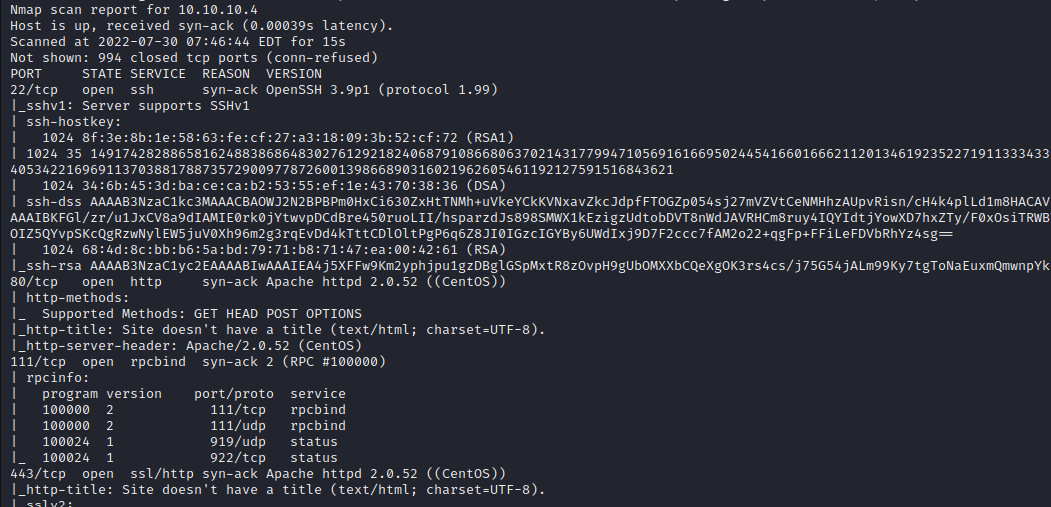 Nmap scan report for 10.10.10.4
Host is up, received syn-ack (0.00039s latency).
Scanned at 2022-07-30 07:46:44 EDT for 15s
Not shown: 994 closed tcp ports (conn-refused)
PORT     STATE SERVICE  REASON  VERSION
22/tcp   open  ssh      syn-ack OpenSSH 3.9p1 (protocol 1.99)
|_sshv1: Server supports SSHv1
| ssh-hostkey:
|   1024 8f:3e:8b:1e:58:63:fe:cf:27:a3:18:09:3b:52:cf:72 (RSA1)
| 1024 35 149174282886581624883868648302761292182406879108668063702143177994710569161669502445416601666211201346192352271911333433
405342216969113703881788735729009778726001398668903160219626054611921275915168 43621
|   1024 34:6b:45:3d:ba:ce:ca:b2:53:55:ef:1e:43:70:38:36 (DSA)
| ssh-dss AAAAB3NzaC1kc3MAAACBAOWJ2N2BPBPm0HxCi630ZxHtTNMh+uVkeYCkKVNxavZkcJdpfFTOGZp054sj27mVZVtCeNMHhzAUpvRisn/cH4k4plLd1m8HACAV
AAAIBKFGl/zr/u1JxCV8a9dIAMIE0rk0jYtwvpDCdBre450ruoLII/hsparzdJs898SMWX1kEzigzUdtobDVT8nWdJAVRHCm8ruy4IQYIdtjYowXD7hxZTy/F0xOsiTRWB
OIZ5QYvpSKcQgRzwNylEW5juV0Xh96m2g3rqEvDd4kTttCDlOltPgP6q6Z8JI0IGzcIGYBy6UWdIxj9D7F2ccc7fAM2o22+qgFp+FFiLeFDVbRhYz4sg==
|   1024 68:4d:8c:bb:b6:5a:bd:79:71:b8:71:47:ea:00:42:61 (RSA)
|_ssh-rsa AAAAB3NzaC1yc2EAAAABIwAAAIEA4j5XFFw9Km2yphjpu1gzDBglGSpMxtR8zOvpH9gUbOMXXbCQeXgOK3rs4cs/j75G54jALm99Ky7tgToNaEuxmQmwnpYk
80/tcp   open  http     syn-ack Apache httpd 2.0.52 ((CentOS))
| http-methods:
|_  Supported Methods: GET HEAD POST OPTIONS
|_http-title: Site doesn't have a title (text/html; charset=UTF-8).
|_http-server-header: Apache/2.0.52 (CentOS)
111/tcp  open  rpcbind  syn-ack 2 (RPC #100000)
| rpcinfo:
|   program version    port/proto  service
|   100000  2            111/tcp   rpcbind
|   100000  2            111/udp   rpcbind
|   100024  1            919/udp   status
|_  100024  1            922/tcp   status
443/tcp  open  ssl/http syn-ack Apache httpd 2.0.52 ((CentOS))
|_http-title: Site doesn't have a title (text/html; charset=UTF-8).
| sslv2: